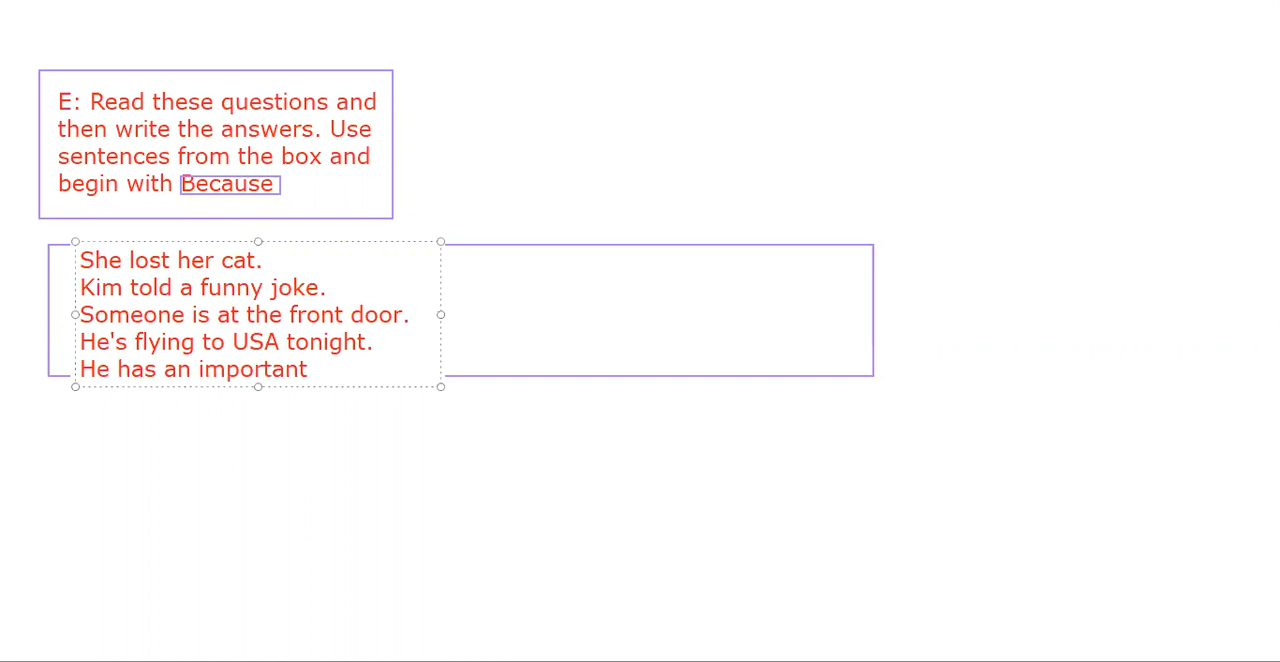 E: Read these questions and
then write the answers. Use
sentences from the box and
begin with Because
She lost her cat.
Kim told a funny joke.
Someone is at the front door.
He's flying to USA tonight.
He has an important